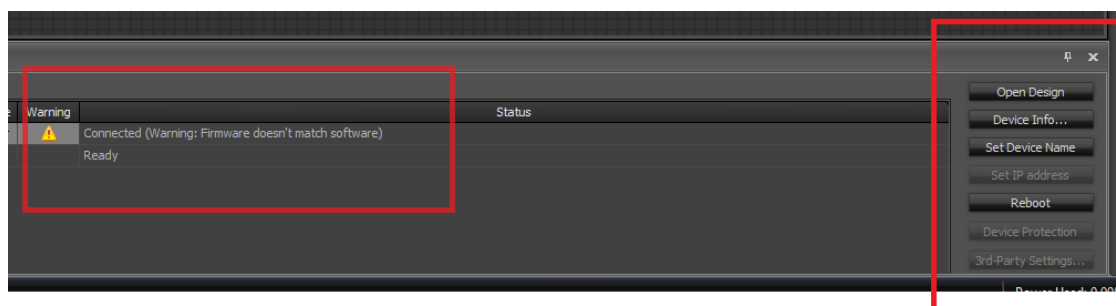 Warning
Status
Connected (Warning: Firmware doesn't match software)
Ready
Open Design
Device Info...
Set Device Name
Set IP address
Reboot
Device Protection
3rd-Party Settings...